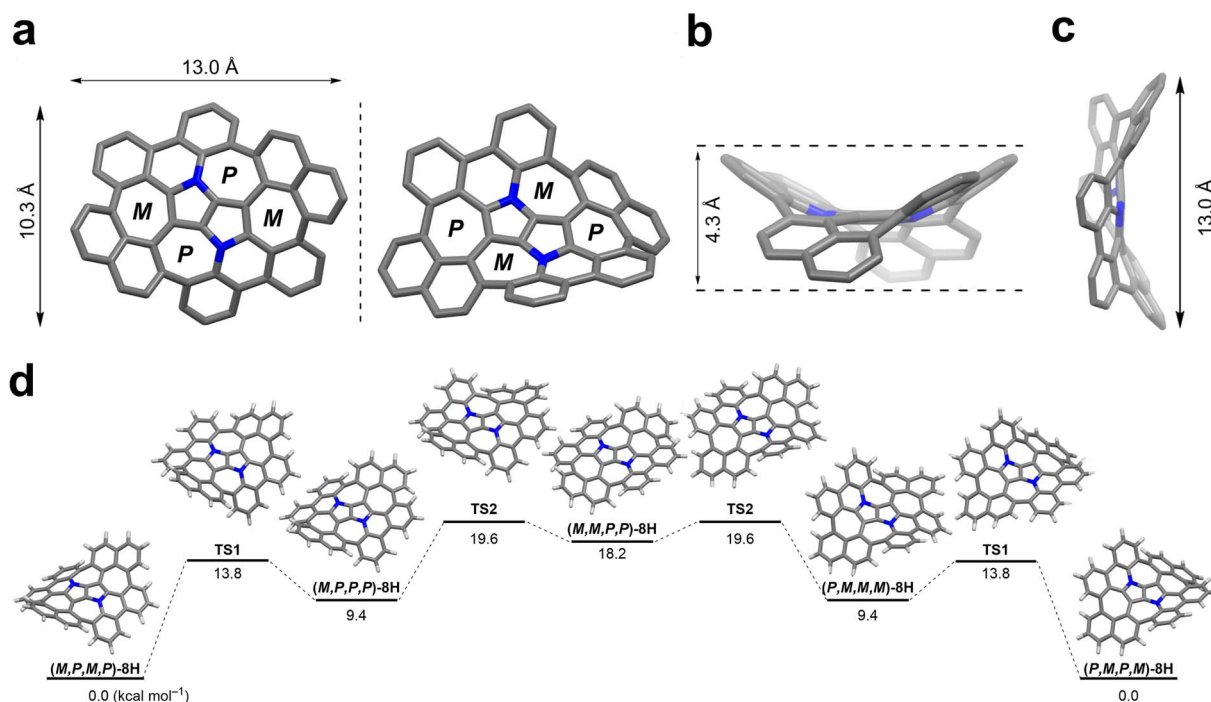 a
b
c
13.0 Å
10.3 Å
P
M
M
P
M
P
P
M
4.3 Å
13.0 Å
d
TS1
13.8
(M,P,M,P)-8H
0.0 (kcal mol⁻¹)
(M,P,P,P)-8H
9.4
TS2
19.6
(M,M,P,P)-8H
18.2
TS2
19.6
(P,M,M,M)-8H
9.4
TS1
13.8
(P,M,P,M)-8H
0.0